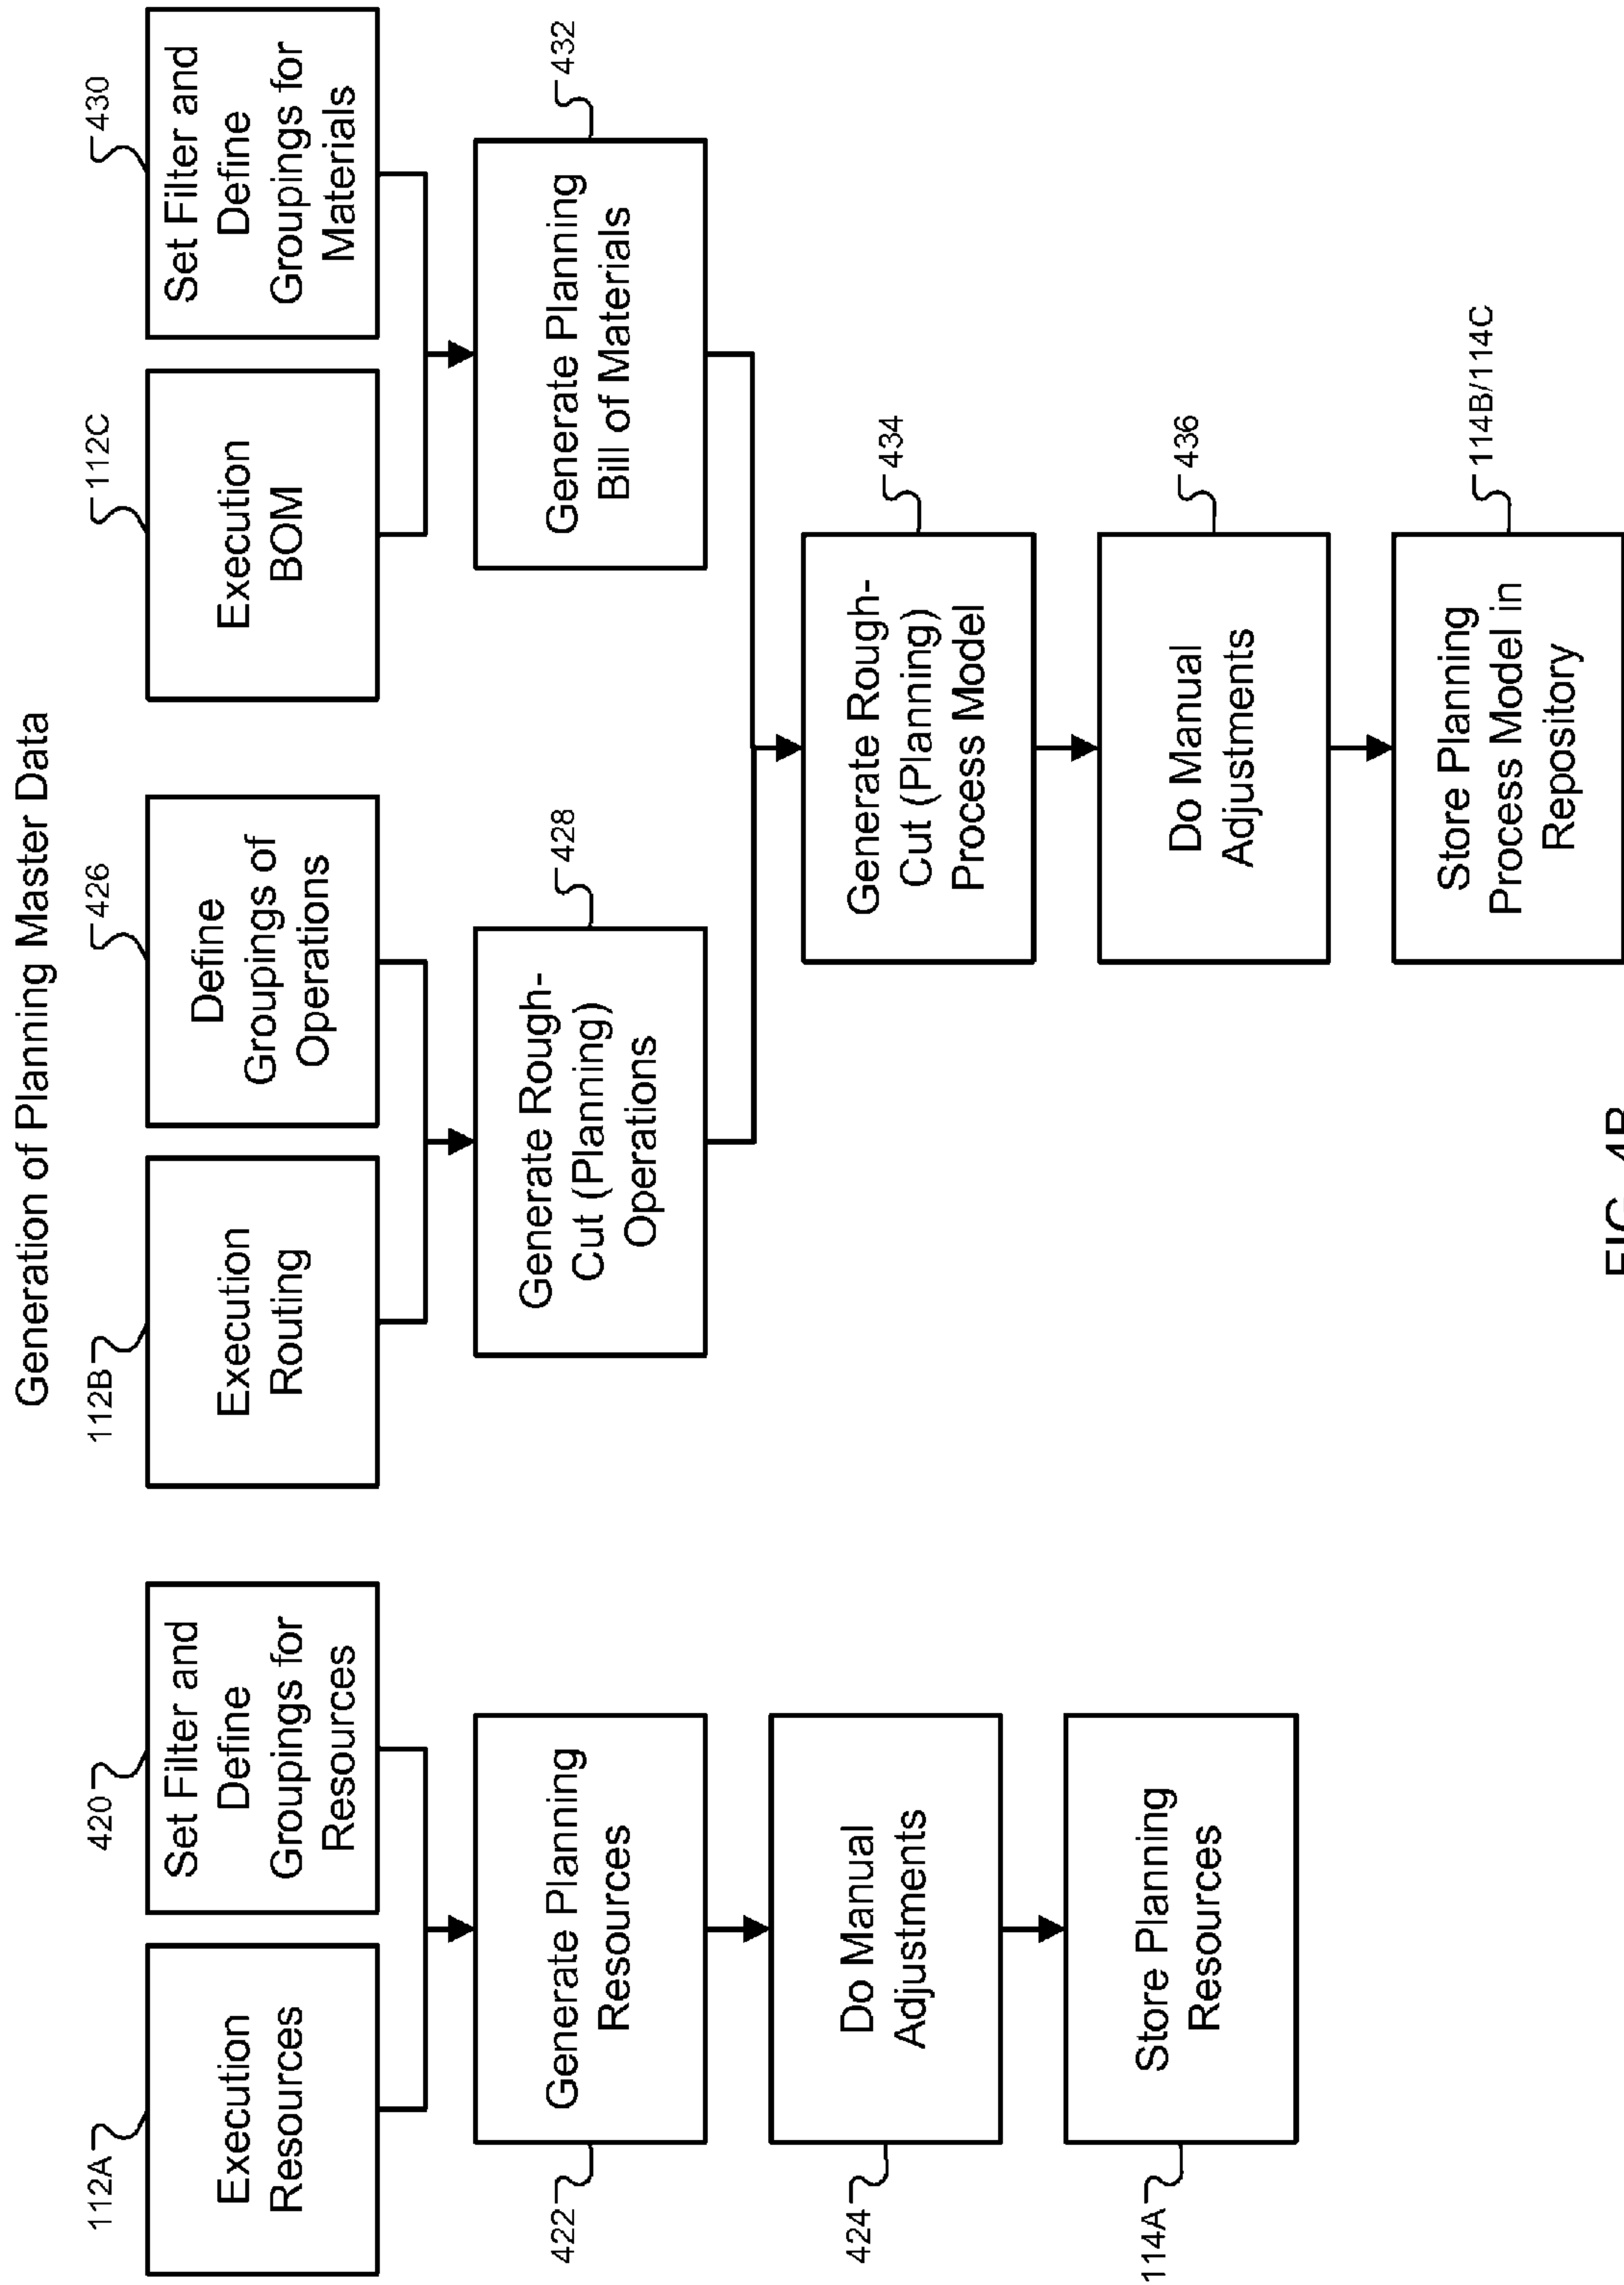 Generation of Planning Master Data
112A
420
112B
426
112C
430
Execution
Resources
Set Filter and
Define
Groupings for
Resources
Execution
Routing
Define
Groupings of
Operations
Execution
BOM
Set Filter and
Define
Groupings for
Materials
422
Generate Planning
Resources
Generate Rough-
Cut (Planning)
Operations
428
Generate Planning
Bill of Materials
432
424
Do Manual
Adjustments
Generate Rough-
Cut (Planning)
Process Model
434
114A
Store Planning
Resources
Do Manual
Adjustments
436
Store Planning
Process Model in
Repository
114B/114C
FIG. 4B